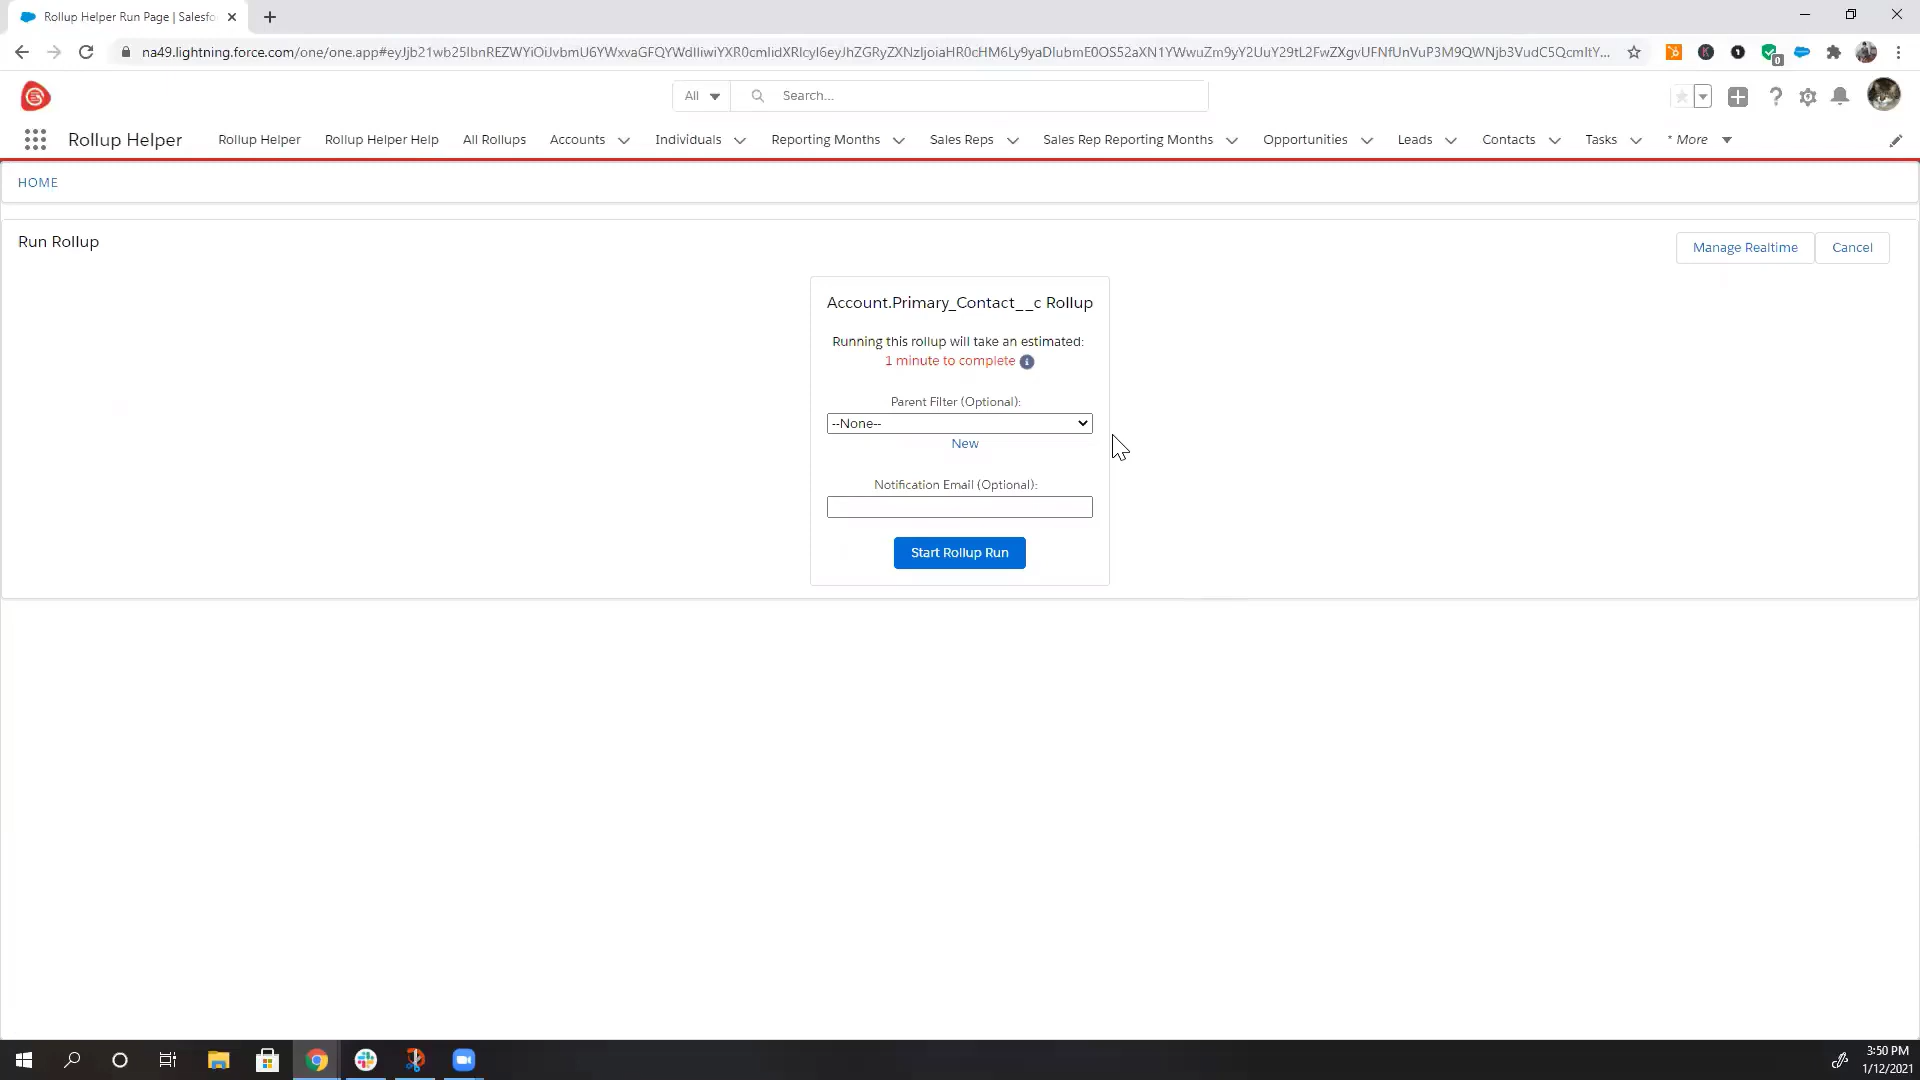 Rollup Helper Run Page | Salesfo
na49.lightning.force.com/one/one.app#eyJjb21wb25lbnREZWYiOiJvbmU6YWxvaGFQYWdlIiwiYXR0cmlidXRlcyI6eyJhZGRyZXNzIjoiaHR0cHM6Ly9yaDIubmE0OS52aXN1YWwuZm9yY2UuY29tL2FwZXgvUFNfUnVuP3M9QWNjb3VudC5QcmltY...
0
All
Search...
Rollup Helper
Rollup Helper
Rollup Helper Help
All Rollups
Accounts
Individuals
Reporting Months
Sales Reps
Sales Rep Reporting Months
Opportunities
Leads
Contacts
Tasks
* More
HOME
Run Rollup
Manage Realtime
Cancel
Account.Primary_Contact__c Rollup
Running this rollup will take an estimated:
1 minute to complete
Parent Filter (Optional):
--None--
New
Notification Email (Optional):
Start Rollup Run
3:50 PM
1/12/2021